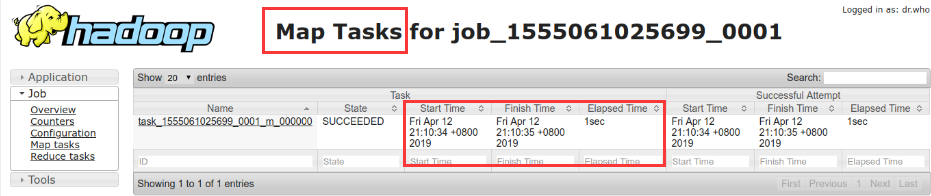 Logged in as: dr.who
hadoop
Map Tasks for job_1555061025699_0001
Application
Job
Overview
Counters
Configuration
Map tasks
Reduce tasks
Tools
Show 20 entries
Search:
Task
Successful Attempt
Name State Start Time Finish Time Elapsed Time Start Time Finish Time Elapsed Time
task_1555061025699_0001_m_000000 SUCCEEDED Fri Apr 12 Fri Apr 12 1sec Fri Apr 12 Fri Apr 12 1sec
21:10:34 +0800 21:10:35 +0800 21:10:34 +0800 21:10:35 +0800
2019 2019 2019 2019
ID State Start Time Finish Time Elapsed Time Start Time Finish Time Elapsed Time
Showing 1 to 1 of 1 entries
First Previous 1 Next Last